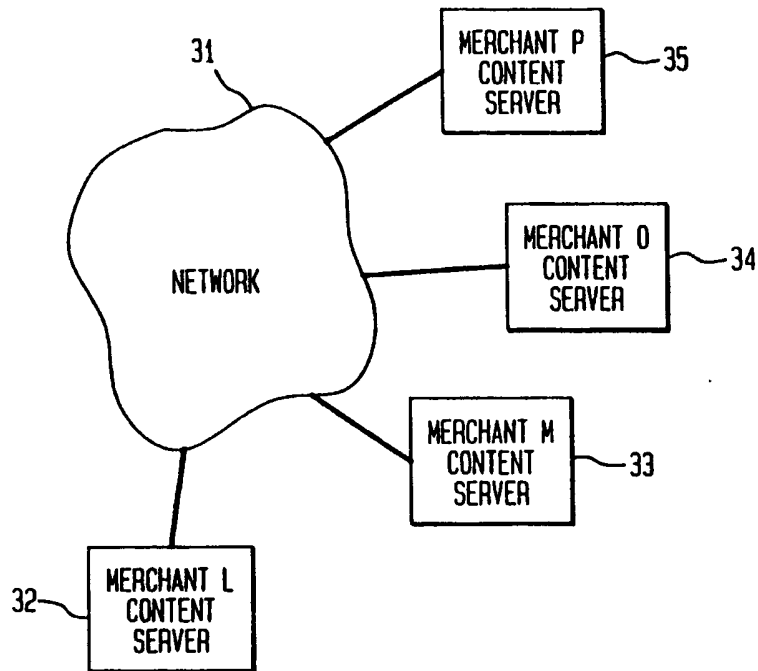 31
MERCHANT P
CONTENT
SERVER
35
NETWORK
MERCHANT O
CONTENT
SERVER
34
MERCHANT M
CONTENT
SERVER
33
32
MERCHANT L
CONTENT
SERVER